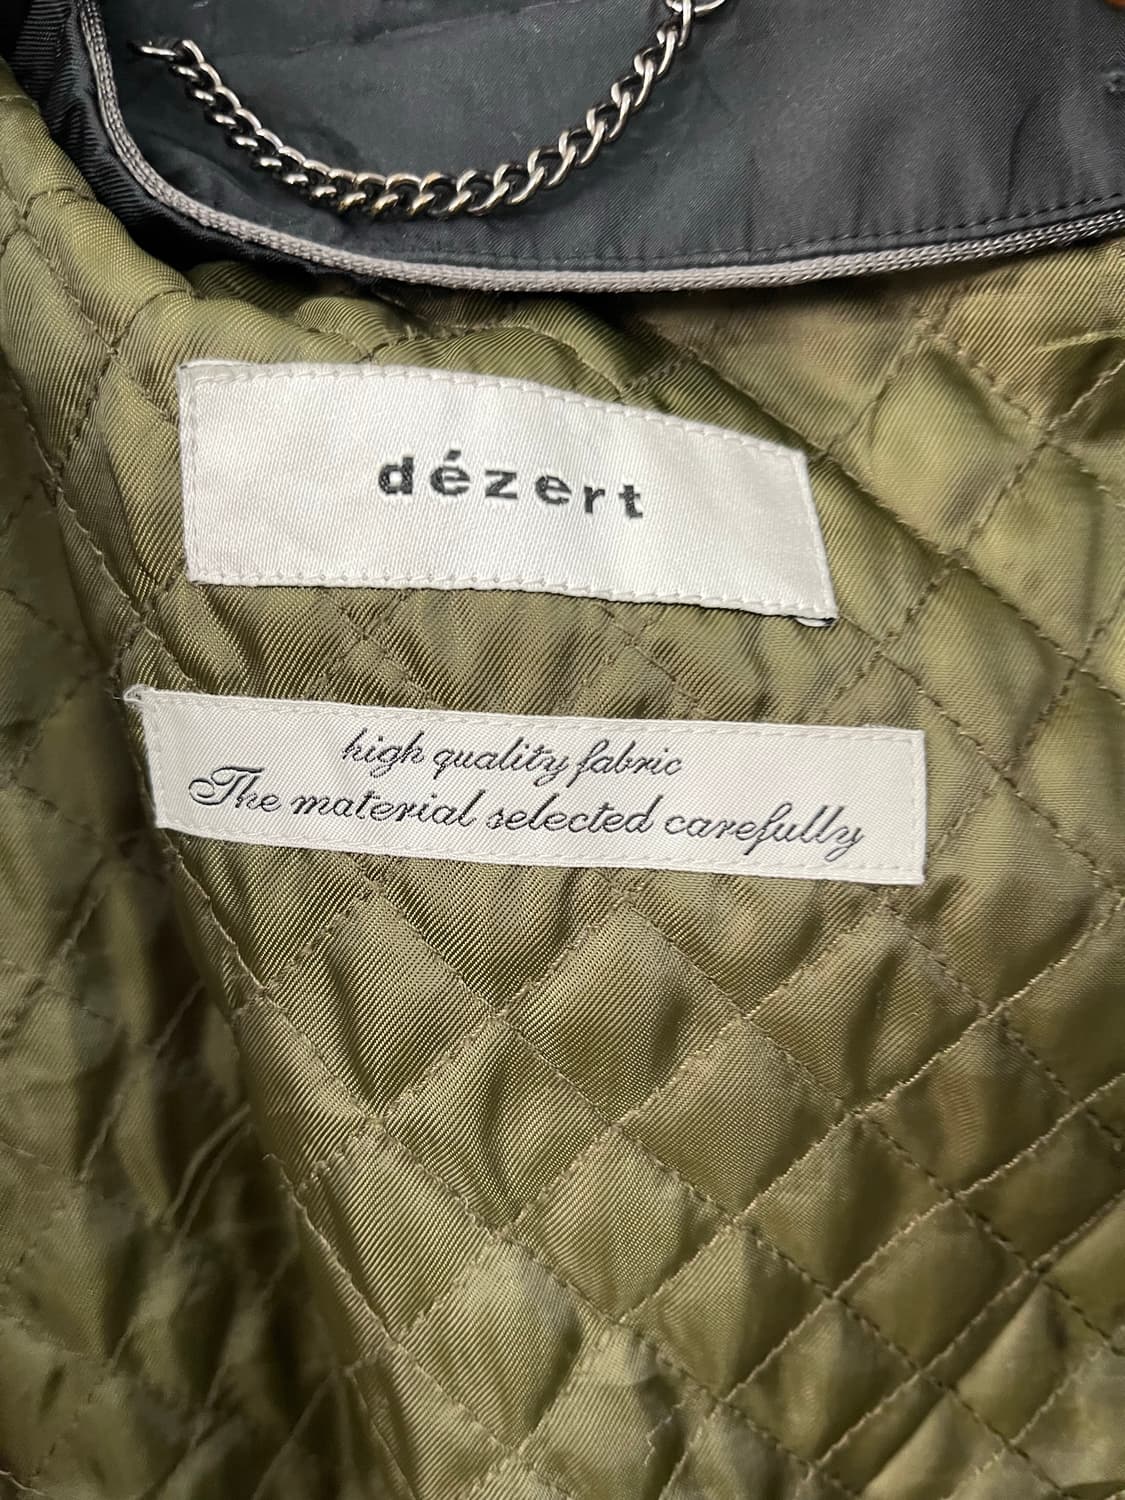 dézert
high quality fabric
The material selected carefully